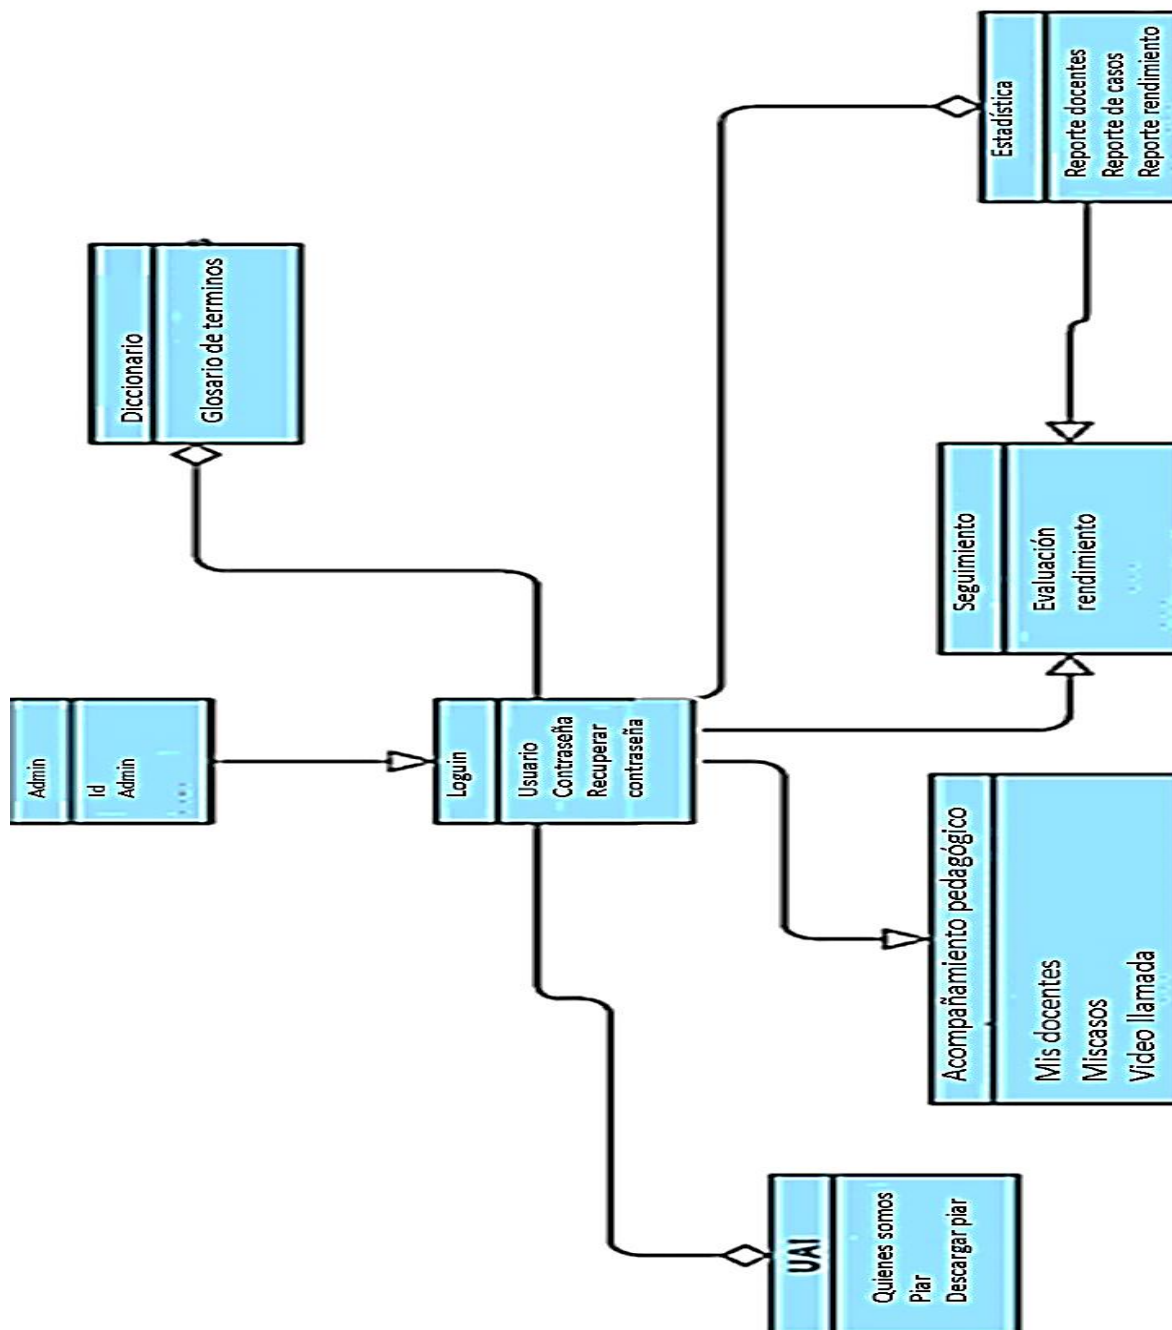 Admin
Id
Admin
Loguin
Usuario
Contraseña
Recuperar
contraseña
Diccionario
Glosario de terminos
UAI
Quienes somos
Piar
Descargar piar
Acompañamiento pedagógico
Mis docentes
Miscasos
Video llamada
Seguimiento
Evaluación
rendimiento
Estadística
Reporte docentes
Reporte de casos
Reporte rendimiento